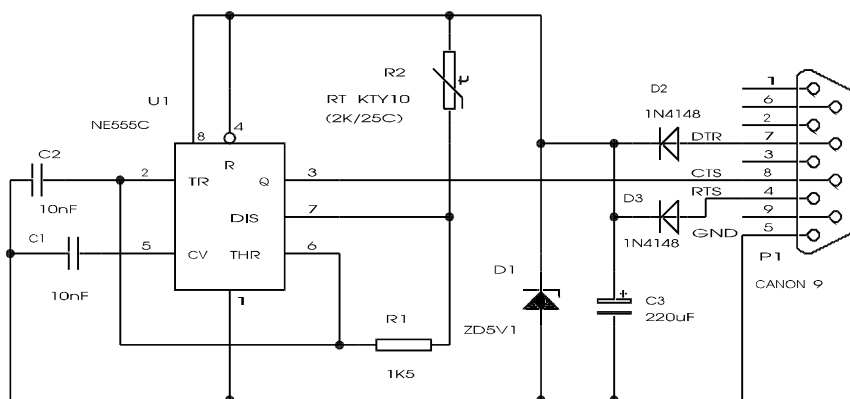 R2
RT KTY10
(2K/25C)
U1
NE555C
8
4
R
C2
2
TR
Q
3
10nF
DIS
7
C1
5
CV
THR
6
10nF
1
R1
1K5
D1
ZD5V1
C3
+
220uF
D2
1N4148
D3
1N4148
DTR
CTS
RTS
GND
1
6
2
7
3
8
4
9
5
P1
CANON 9